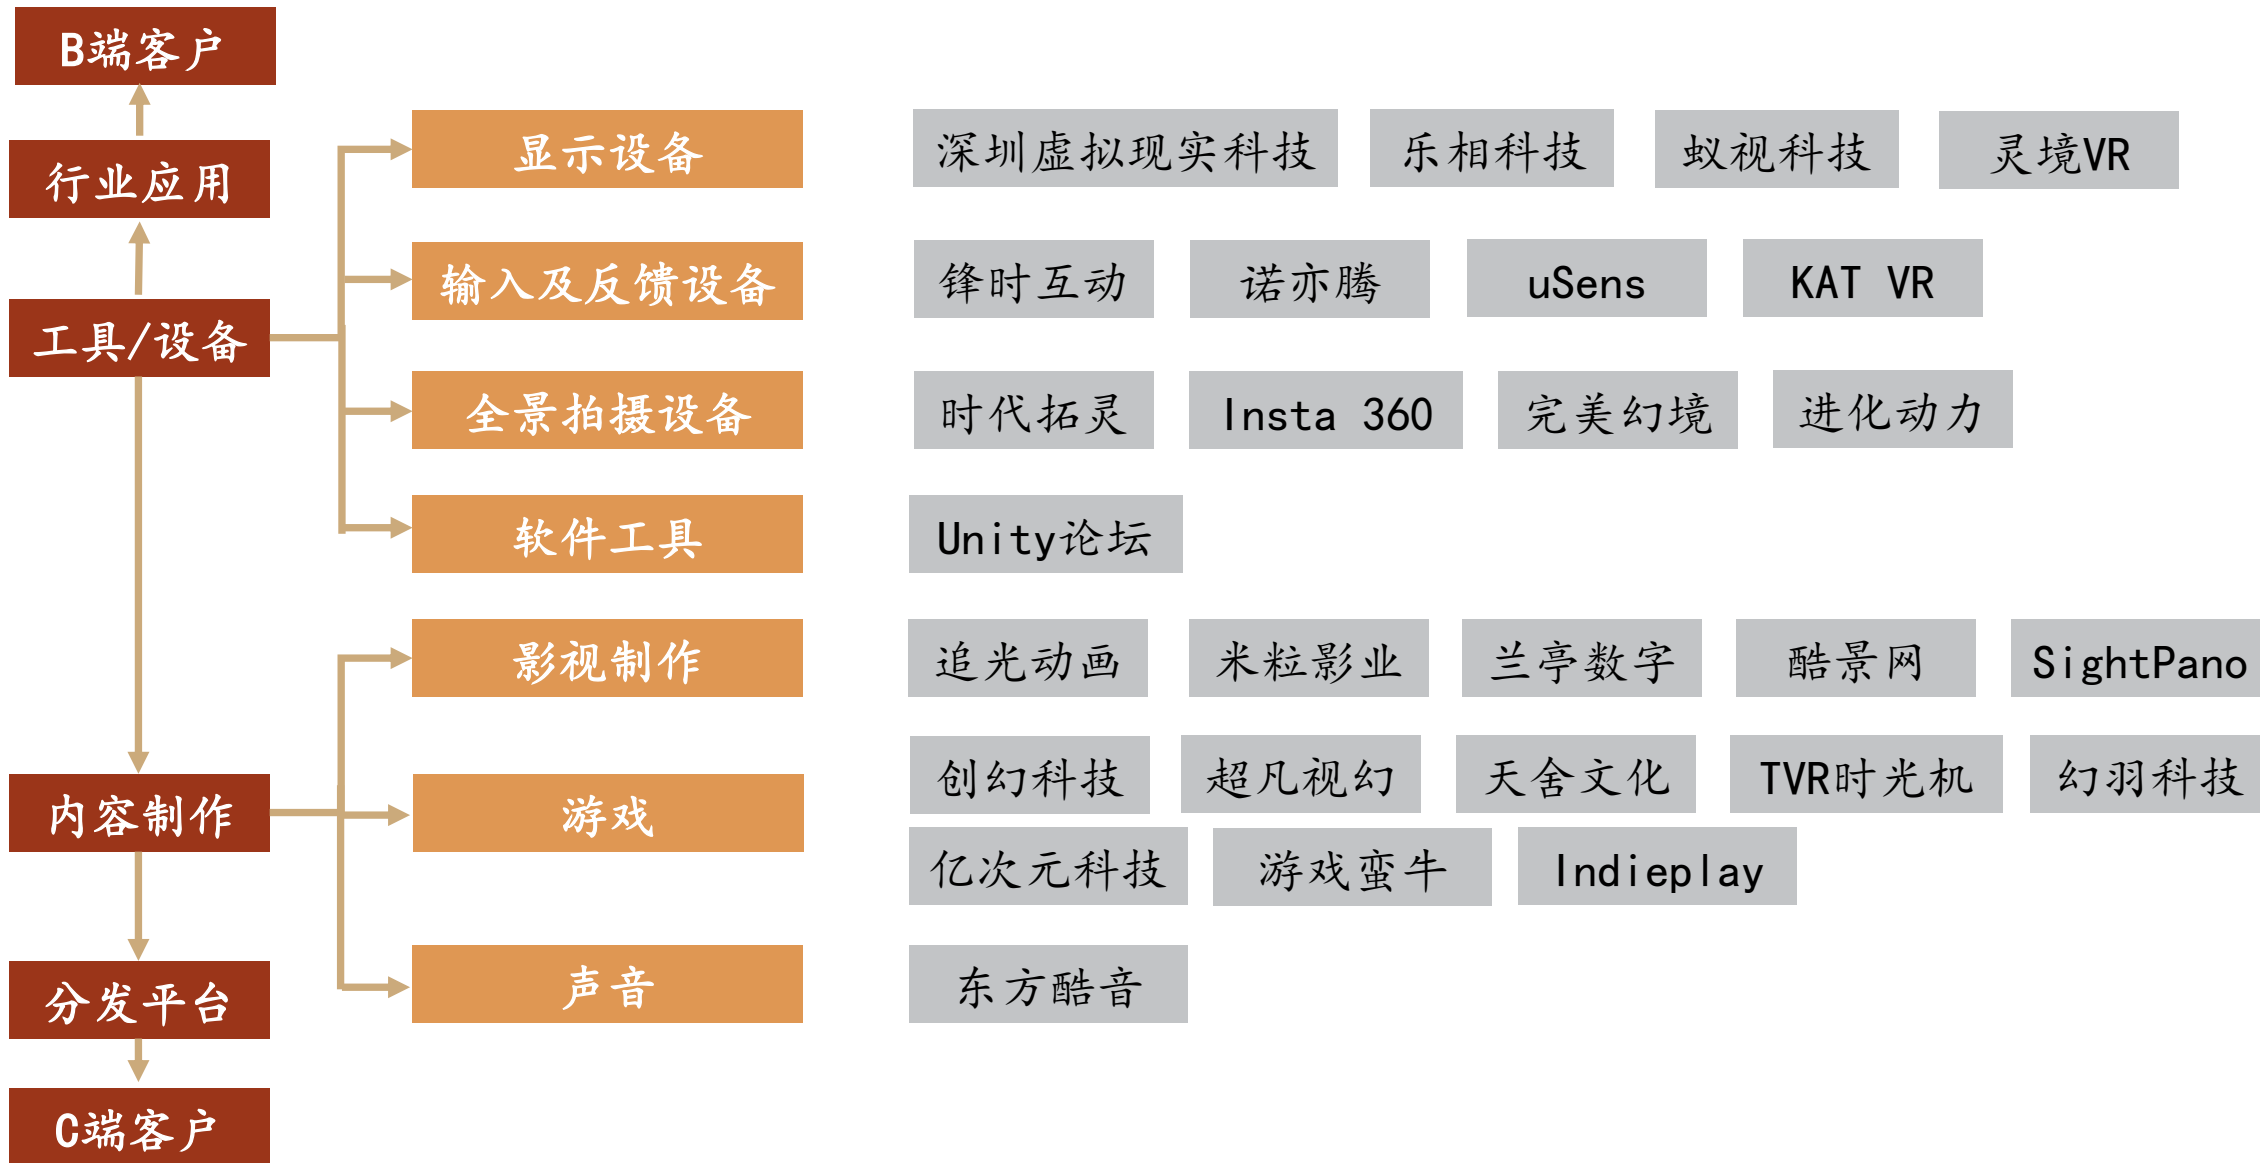 B端客户
行业应用
工具/设备
内容制作
分发平台
C端客户
显示设备 深圳虚拟现实科技 乐相科技 蚁视科技 灵境VR
输入及反馈设备 锋时互动 诺亦腾 uSens KAT VR
全景拍摄设备 时代拓灵 Insta 360 完美幻境 进化动力
软件工具 Unity论坛
影视制作 追光动画 米粒影业 兰亭数字 酷景网 SightPano
游戏 创幻科技 超凡视幻 天舍文化 TVR时光机 幻羽科技
亿次元科技 游戏蛮牛 Indieplay
声音 东方酷音